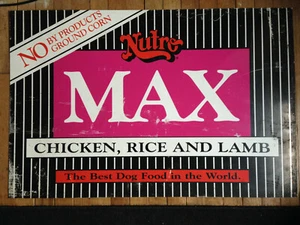 NO BY PRODUCTS
GROUND CORN
Nutro
MAX
CHICKEN, RICE AND LAMB
The Best Dog Food in the World.